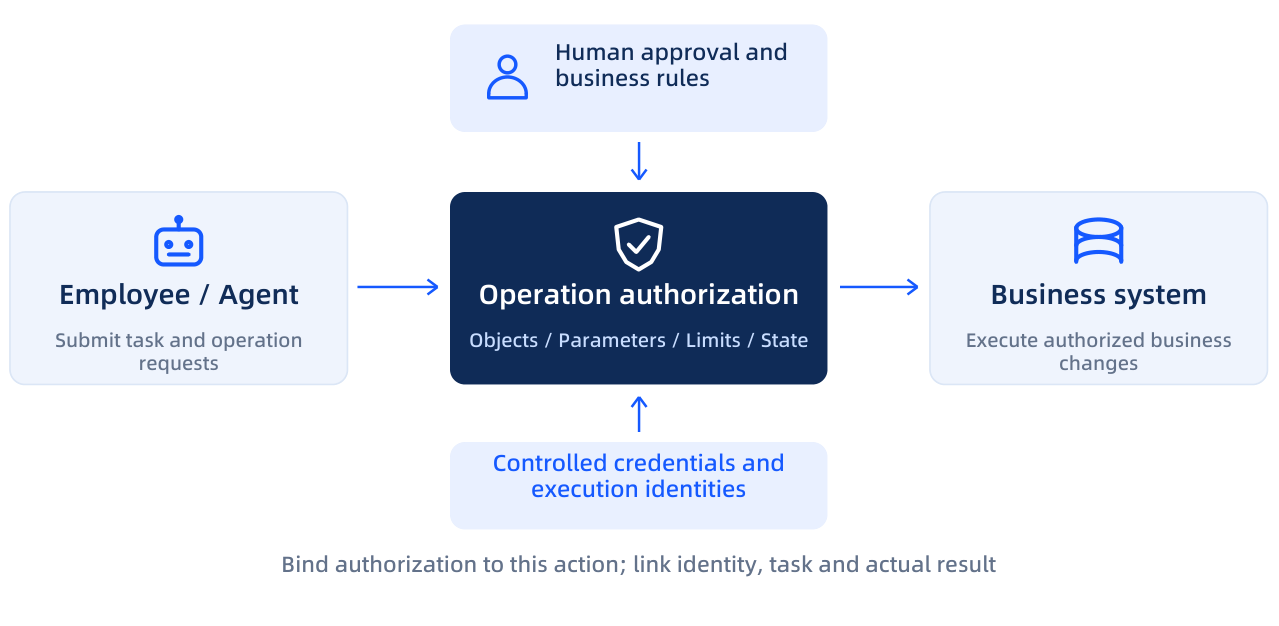 Human approval and
business rules
Employee / Agent
Submit task and operation
requests
Operation authorization
Objects / Parameters / Limits / State
Business system
Execute authorized business
changes
Controlled credentials and
execution identities
Bind authorization to this action; link identity, task and actual result